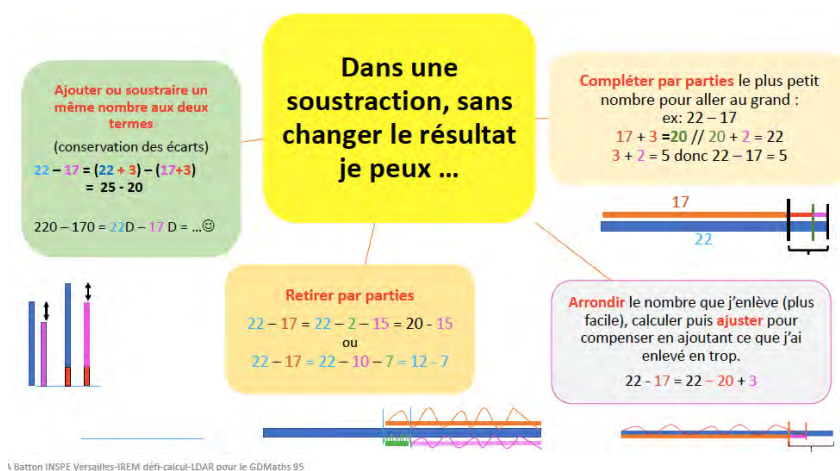 Dans une
soustraction, sans
changer le résultat
je peux ...
Ajouter ou soustraire un
même nombre aux deux
termes
(conservation des écarts)
22 – 17 = (22 + 3) – (17+3)
= 25 - 20
220 – 170 = 22D – 17 D = ...☺
Compléter par parties le plus petit
nombre pour aller au grand :
ex: 22 – 17
17 + 3 =20 // 20 + 2 = 22
3 + 2 = 5 donc 22 – 17 = 5
17
22
Retirer par parties
22 – 17 = 22 – 2 – 15 = 20 - 15
ou
22 – 17 = 22 – 10 – 7 = 12 - 7
Arrondir le nombre que j'enlève (plus
facile), calculer puis ajuster pour
compenser en ajoutant ce que j'ai
enlevé en trop.
22 - 17 = 22 – 20 + 3
A Batton INSPE Versailles-IREM défi-calcul-LDAR pour le GDMaths 95